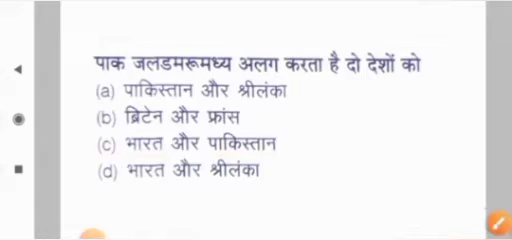 पाक जलडमरूमध्य अलग करता है दो देशों को
(a) पाकिस्तान और श्रीलंका
(b) ब्रिटेन और फ्रांस
(c) भारत और पाकिस्तान
(d) भारत और श्रीलंका